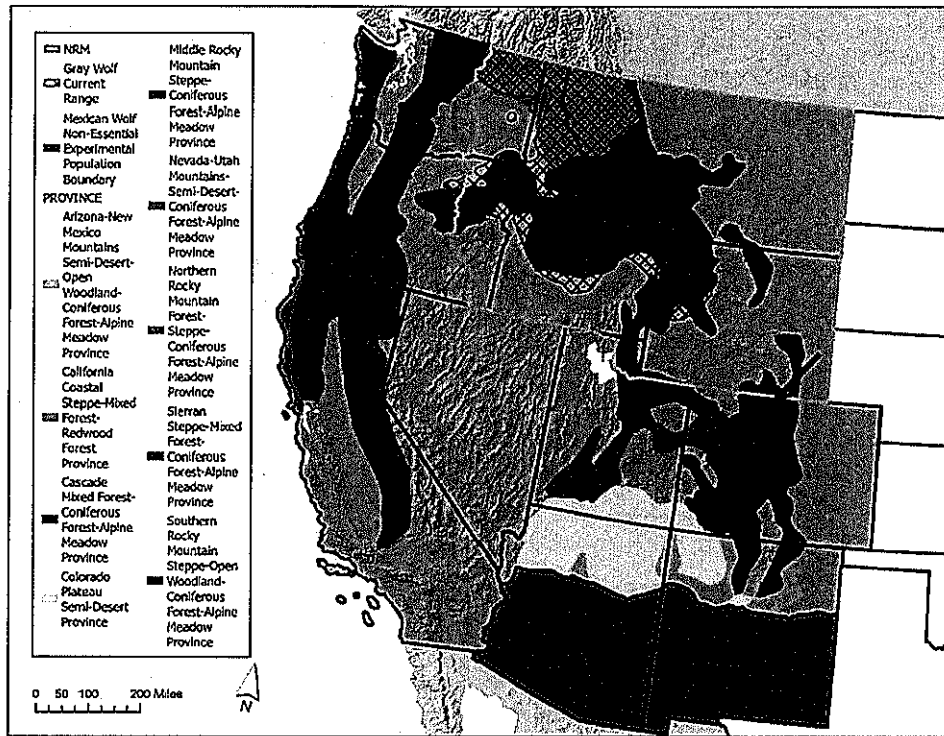 NRM
Gray Wolf
Current
Range
Mexican Wolf
Non-Essential
Experimental
Population
Boundary
PROVINCE
Arizona-New
Mexico
Mountains
Semi-Desert-
Open
Woodland-
Coniferous
Forest-Alpine
Meadow
Province
California
Coastal
Steppe-Mixed
Forest-
Redwood
Forest
Province
Cascade
Mixed Forest-
Coniferous
Forest-Alpine
Meadow
Province
Colorado
Plateau
Semi-Desert
Province
Middle Rocky
Mountain
Steppe-
Coniferous
Forest-Alpine
Meadow
Province
Nevada-Utah
Mountains-
Semi-Desert-
Coniferous
Forest-Alpine
Meadow
Province
Northern
Rocky
Mountain
Forest-
Steppe-
Coniferous
Forest-Alpine
Meadow
Province
Sierran
Steppe-Mixed
Forest-
Coniferous
Forest-Alpine
Meadow
Province
Southern
Rocky
Mountain
Steppe-Open
Woodland-
Coniferous
Forest-Alpine
Meadow
Province
0 50 100 200 Miles
N